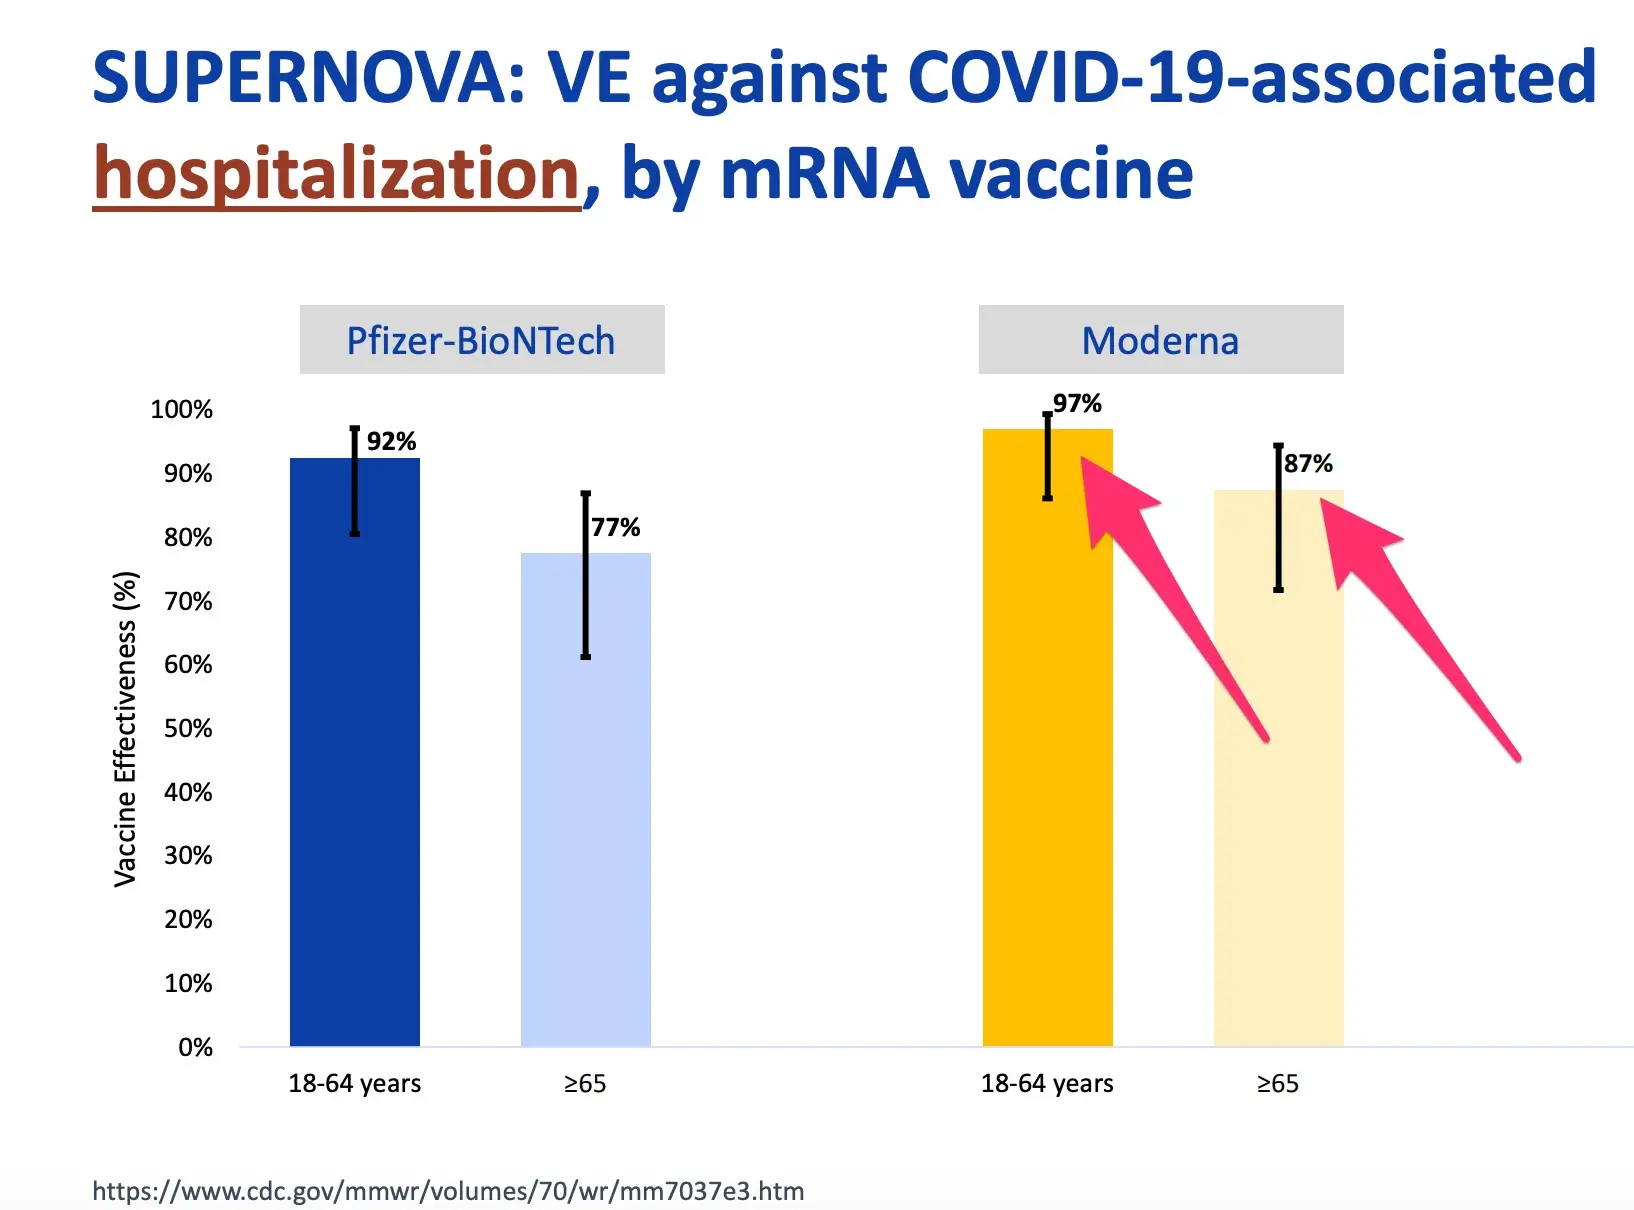 SUPERNOVA: VE against COVID-19-associated
hospitalization, by mRNA vaccine
Pfizer-BioNTech
Moderna
Vaccine Effectiveness (%)
100%
90%
80%
70%
60%
50%
40%
30%
20%
10%
0%
92%
77%
97%
87%
18-64 years
≥65
18-64 years
≥65
https://www.cdc.gov/mmwr/volumes/70/wr/mm7037e3.htm